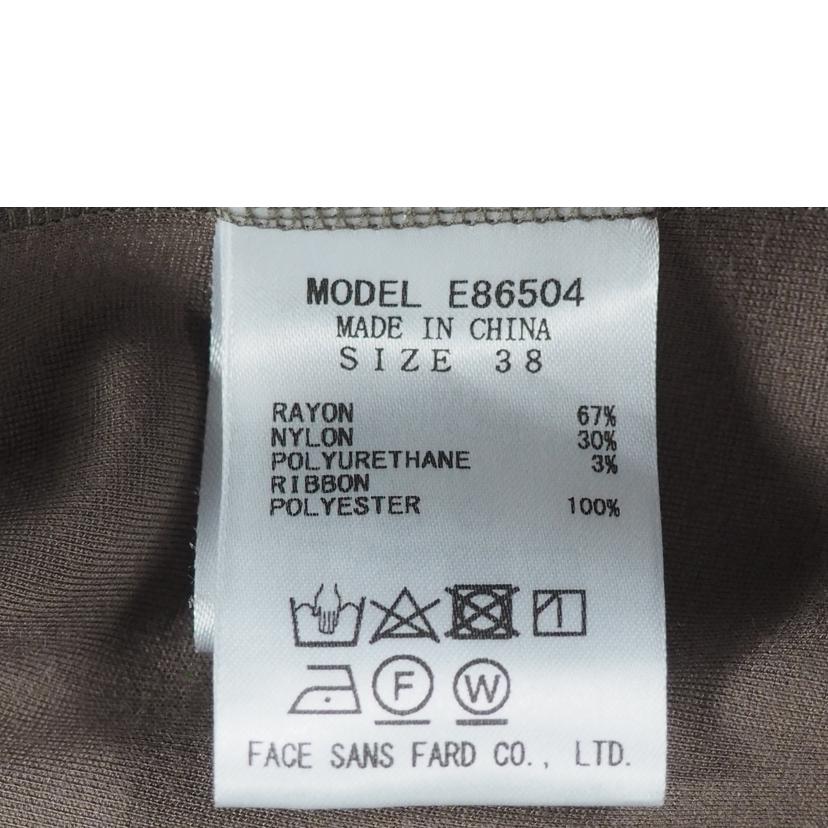 MODEL E86504
MADE IN CHINA
SIZE 38
RAYON 67%
NYLON 30%
POLYURETHANE 3%
RIBBON
POLYESTER 100%
F W
FACE SANS FARD CO., LTD.